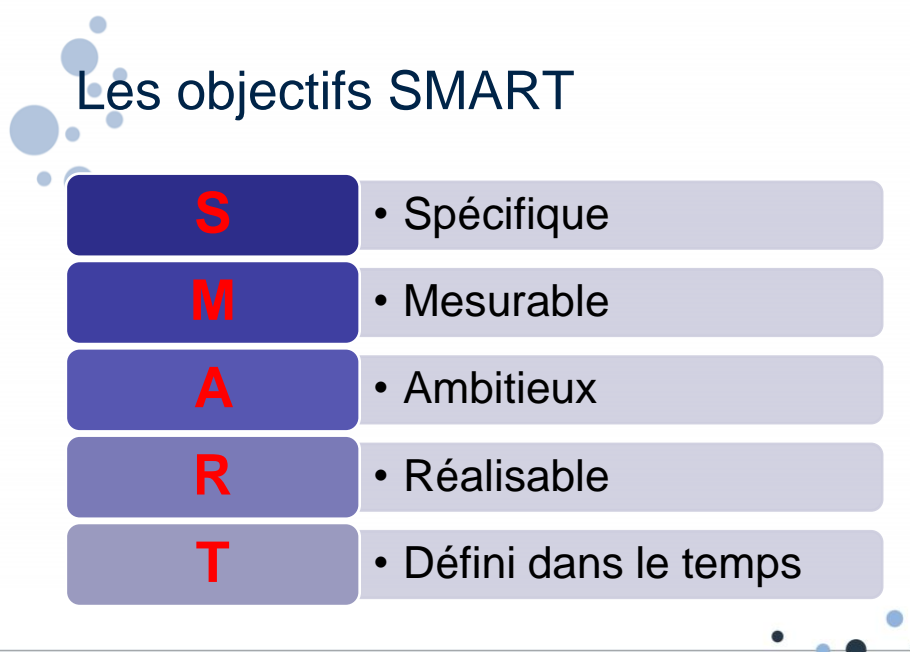 Les objectifs SMART
S
• Spécifique
M
• Mesurable
A
• Ambitieux
R
• Réalisable
T
• Défini dans le temps